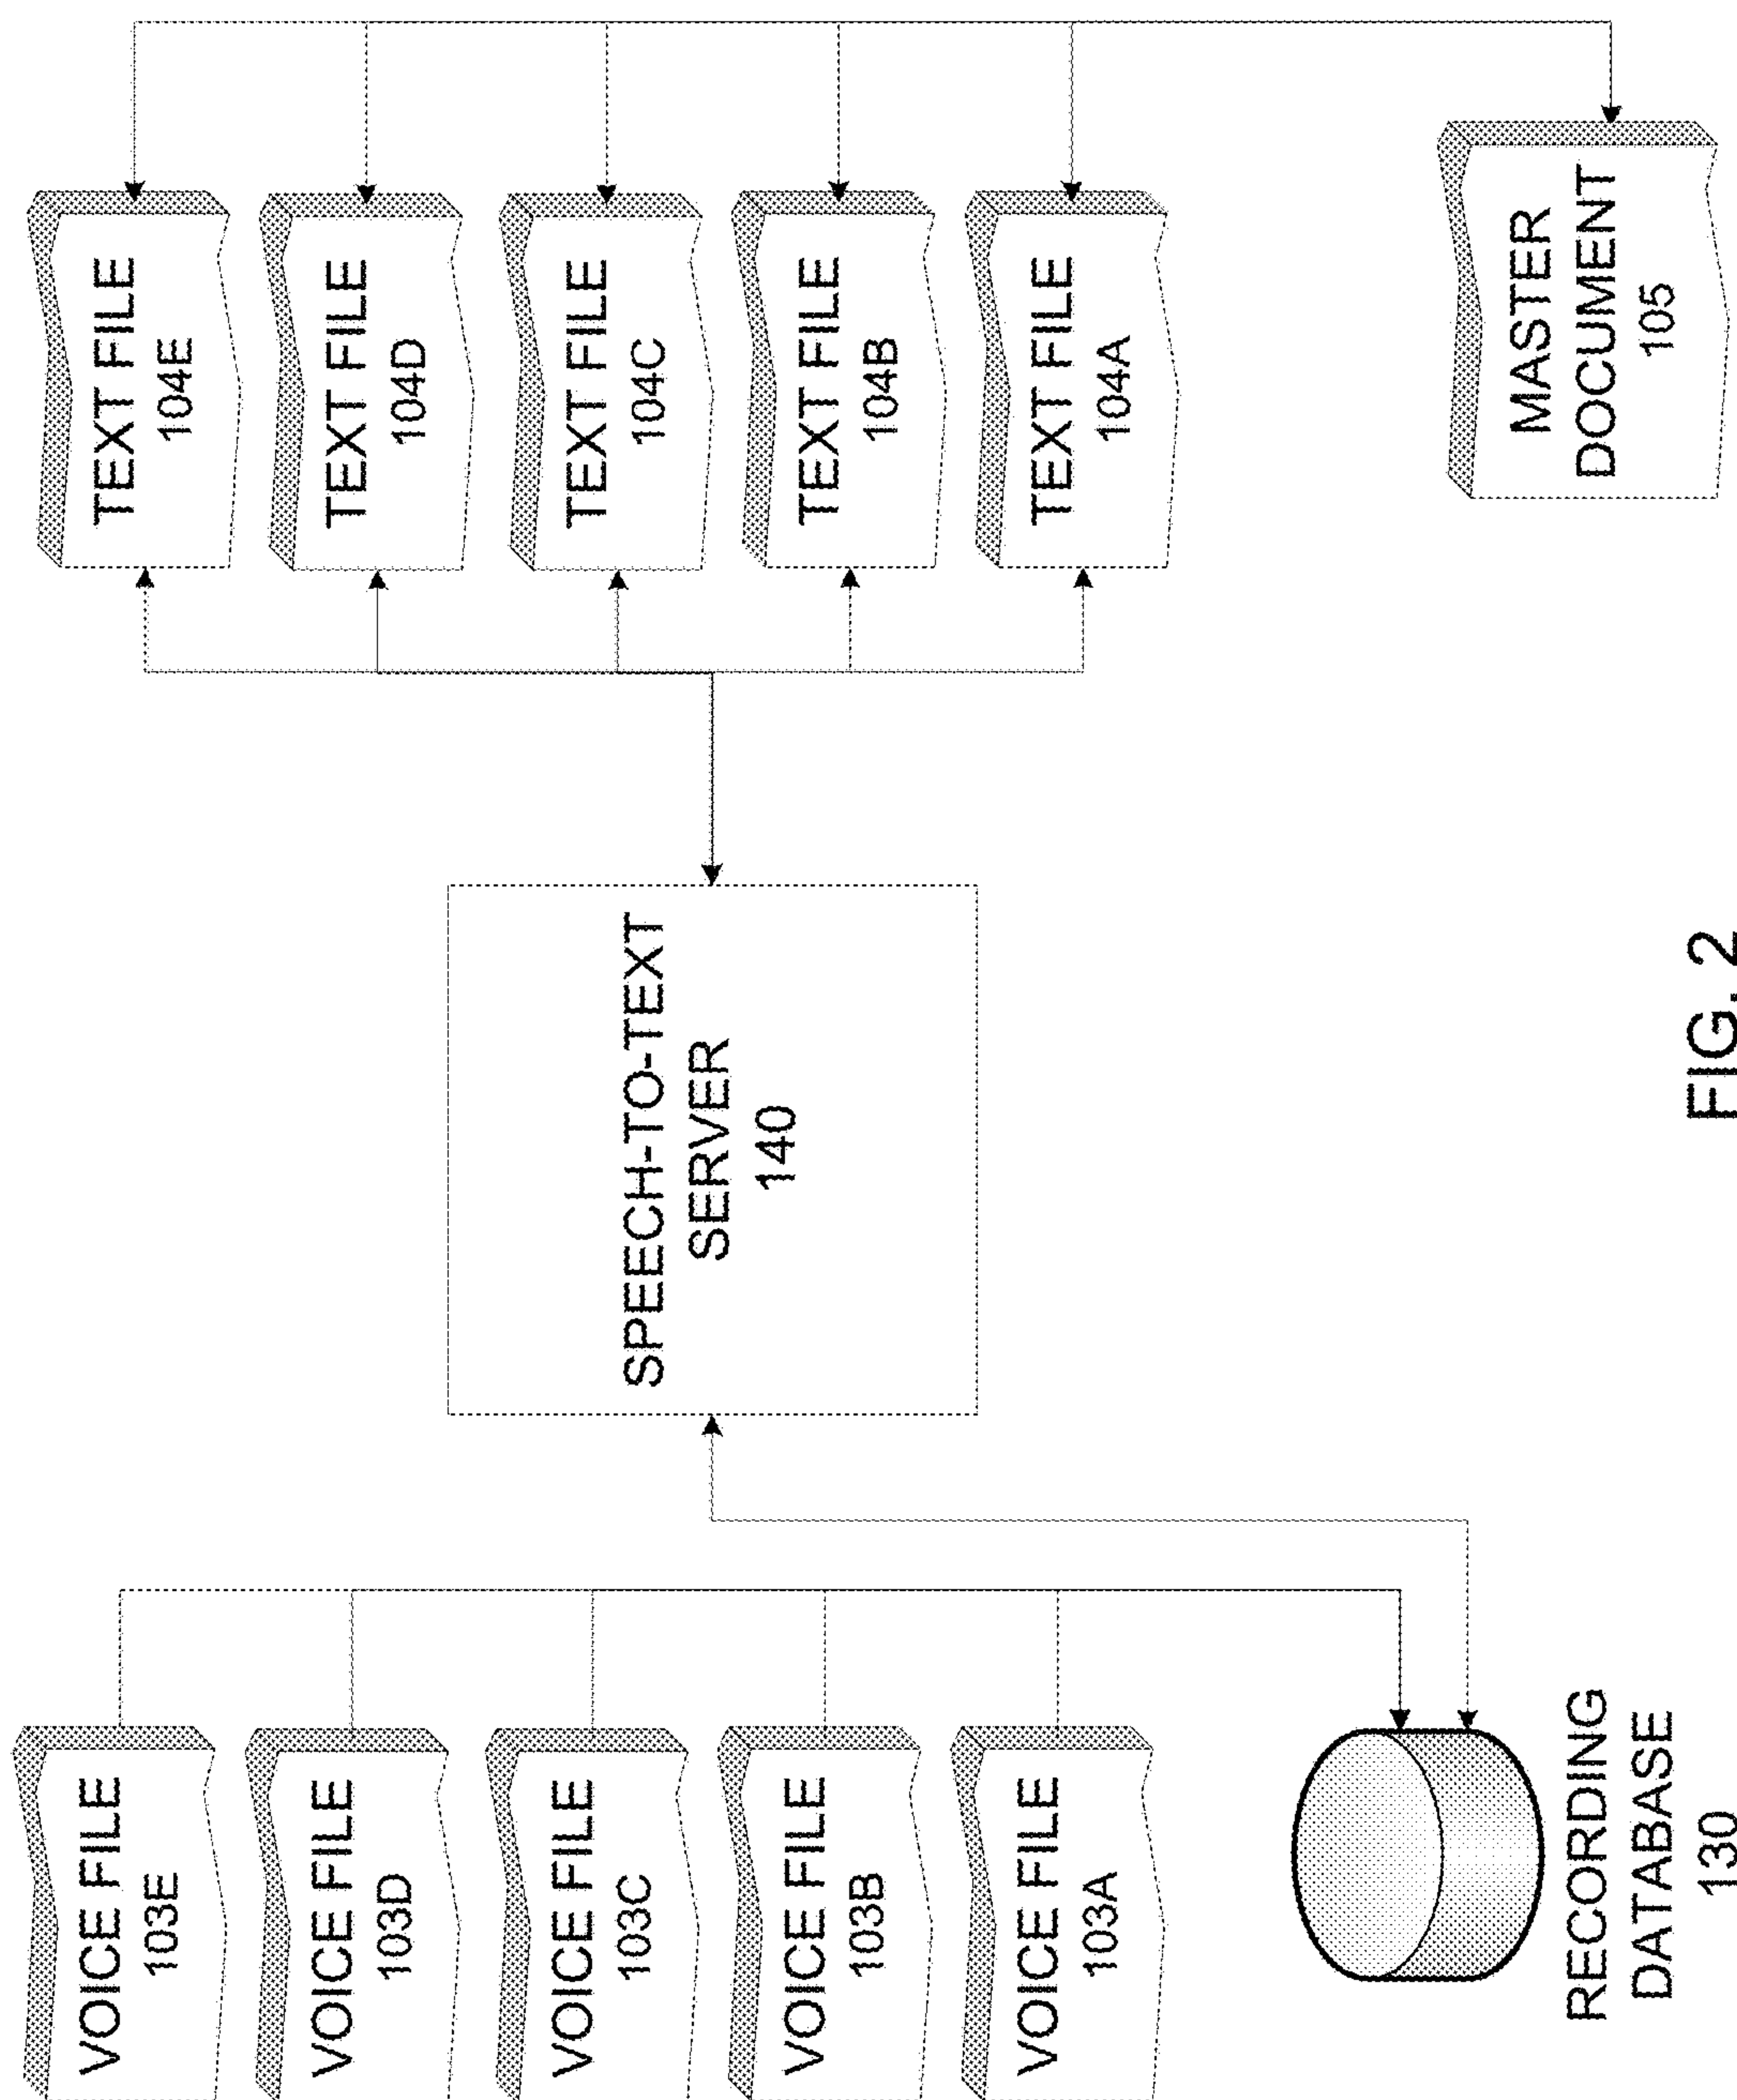 VOICE FILE
103E
VOICE FILE
103D
VOICE FILE
103C
VOICE FILE
103B
VOICE FILE
103A
RECORDING
DATABASE
130
SPEECH-TO-TEXT
SERVER
140
TEXT FILE
104E
TEXT FILE
104D
TEXT FILE
104C
TEXT FILE
104B
TEXT FILE
104A
MASTER
DOCUMENT
105
FIG. 2